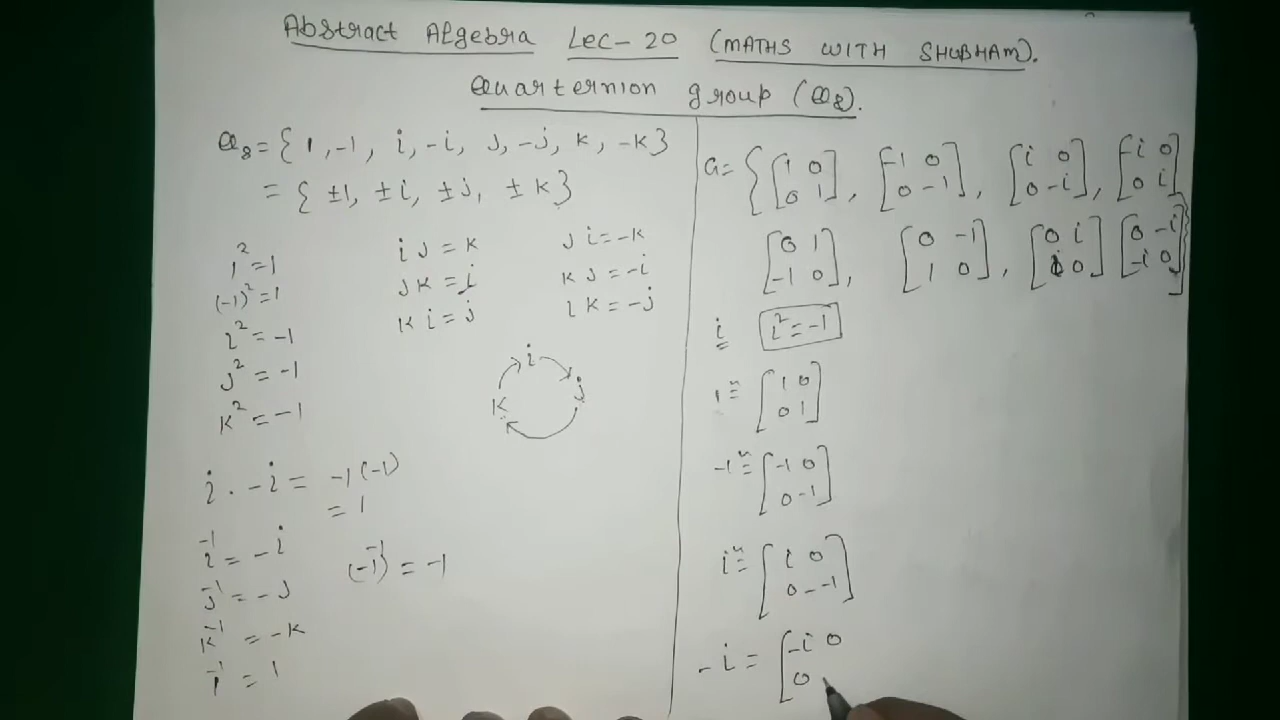 Abstract Algebra Lec-20 (MATHS WITH SHUBHAM).
Quarternion group (Q8).
Q8 = { 1, -1, i, -i, j, -j, k, -k }
= { ±1, ±i, ±j, ±k }
1² = 1
(-1)² = 1
i² = -1
j² = -1
k² = -1
ij = k
jk = i
ki = j
ji = -k
kj = -i
ik = -j
i
j
k
i · -i = -1(-1)
= 1
i⁻¹ = -i
j⁻¹ = -j
k⁻¹ = -k
1⁻¹ = 1
(-1)⁻¹ = -1
G = { [1 0; 0 1], [-1 0; 0 -1], [i 0; 0 -i], [-i 0; 0 i]
[0 1; -1 0], [0 -1; 1 0], [0 i; i 0] [0 -i; -i 0] }
i i² = -1
1 ≅ [1 0; 0 1]
-1 ≅ [-1 0; 0 -1]
i ≅ [i 0; 0 -1]
-i = [-i 0; 0